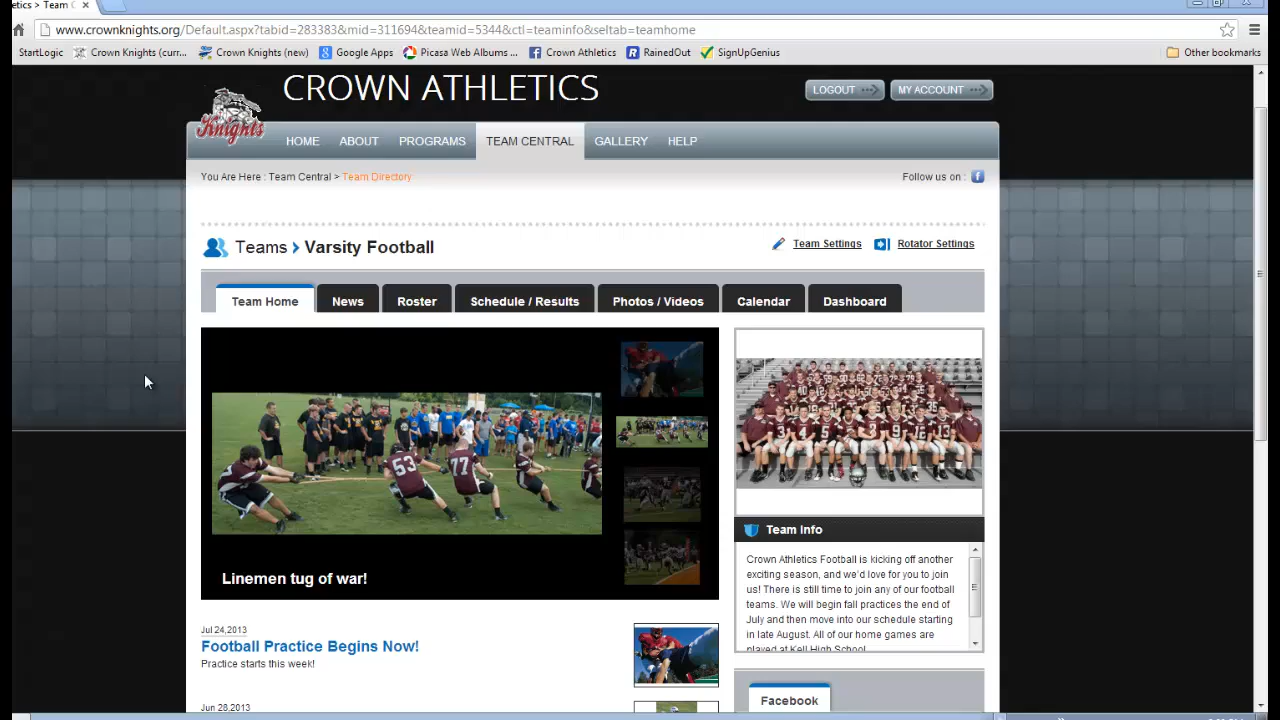 etics > Team C ×
www.crownknights.org/Default.aspx?tabid=283383&mid=311694&teamid=5344&ctl=teaminfo&seltab=teamhome
StartLogic Crown Knights (curr... Crown Knights (new) Google Apps Picasa Web Albums ... Crown Athletics RainedOut SignUpGenius Other bookmarks
CROWN ATHLETICS
LOGOUT MY ACCOUNT
Knights
HOME ABOUT PROGRAMS TEAM CENTRAL GALLERY HELP
You Are Here : Team Central > Team Directory Follow us on :
Teams > Varsity Football Team Settings Rotator Settings
Team Home News Roster Schedule / Results Photos / Videos Calendar Dashboard
53 77
Linemen tug of war!
Team Info
Crown Athletics Football is kicking off another
exciting season, and we'd love for you to join
us! There is still time to join any of our football
teams. We will begin fall practices the end of
July and then move into our schedule starting
in late August. All of our home games are
played at Kell High School.
Jul 24,2013
Football Practice Begins Now!
Practice starts this week!
Facebook
Jun 28,2013